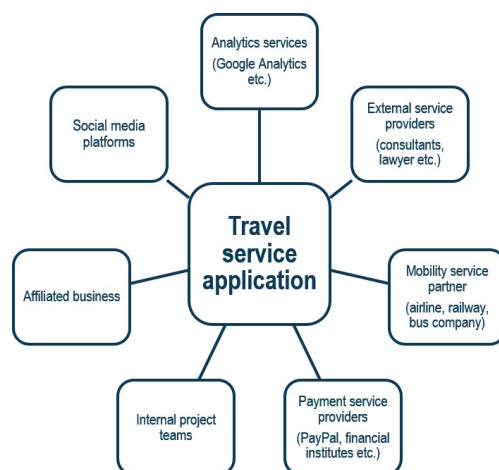 Analytics services
(Google Analytics
etc.)
Social media
platforms
External service
providers
(consultants,
lawyer etc.)
Travel
service
application
Affiliated business
Mobility service
partner
(airline, railway,
bus company)
Internal project
teams
Payment service
providers
(PayPal, financial
institutes etc.)